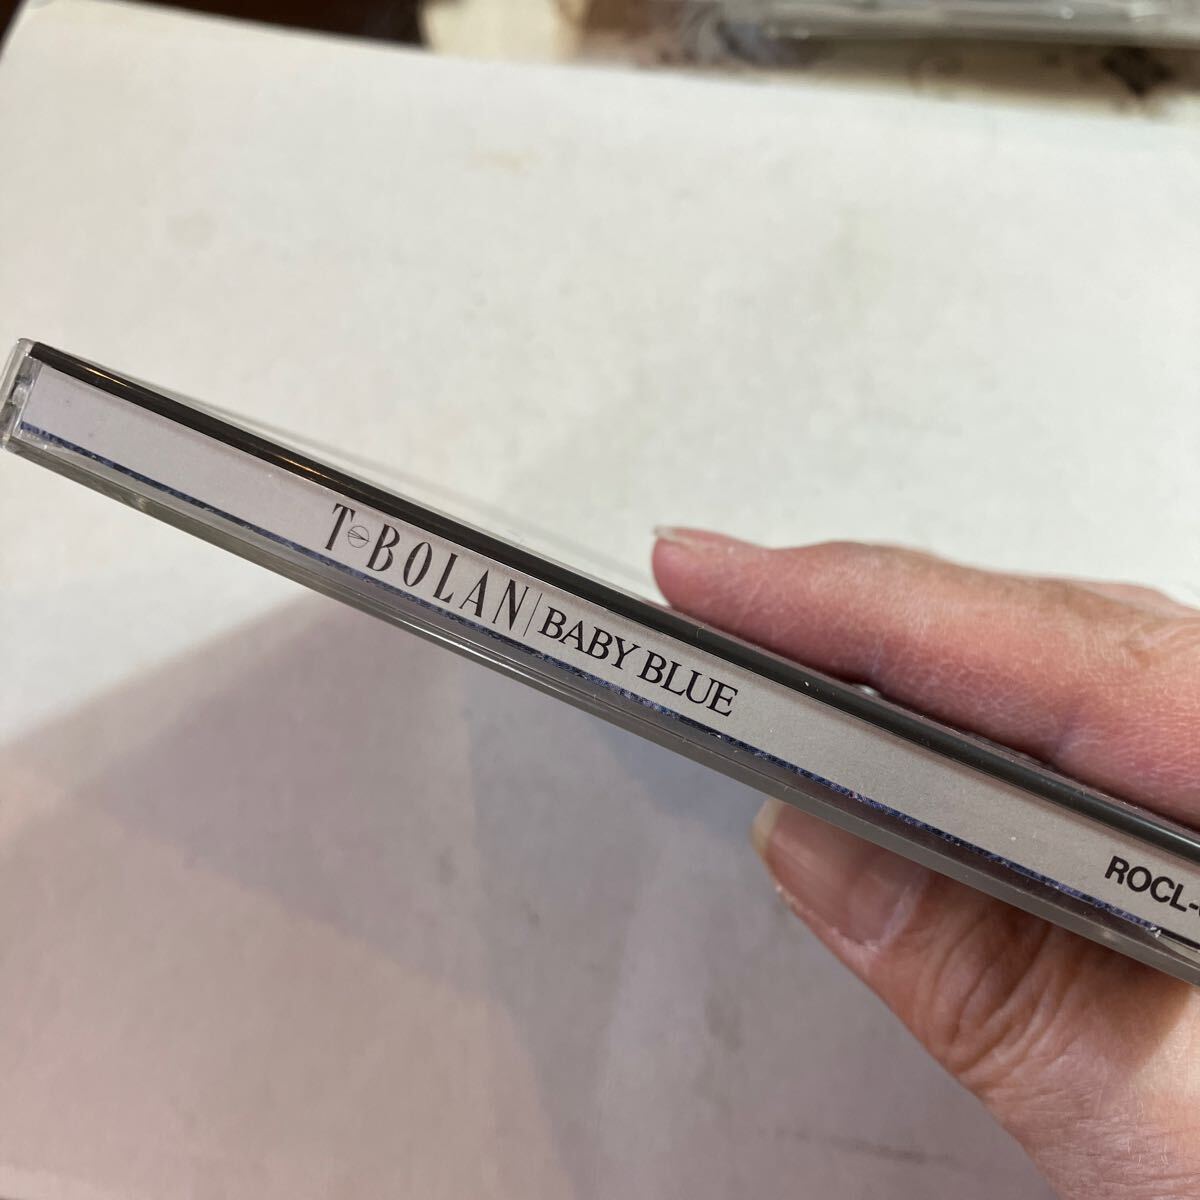 T-BOLAN | BABY BLUE
ROCL-